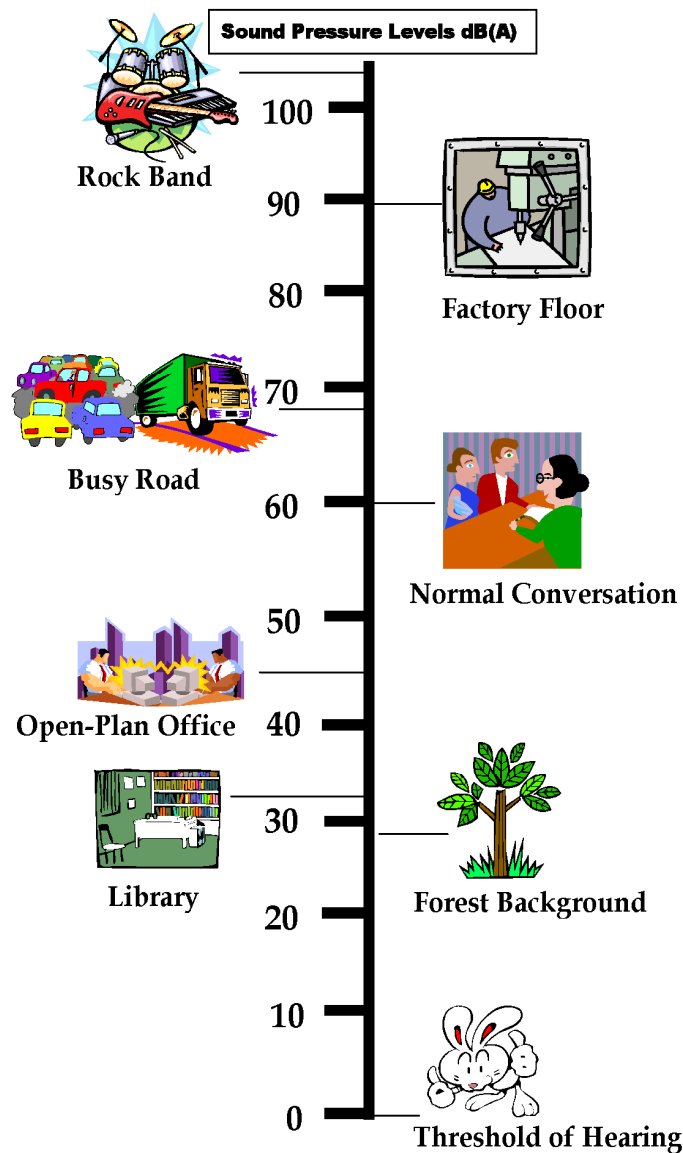 Sound Pressure Levels dB(A)
100
Rock Band
90
80
Factory Floor
70
Busy Road
60
Normal Conversation
50
Open-Plan Office
40
30
Library
Forest Background
20
10
0
Threshold of Hearing